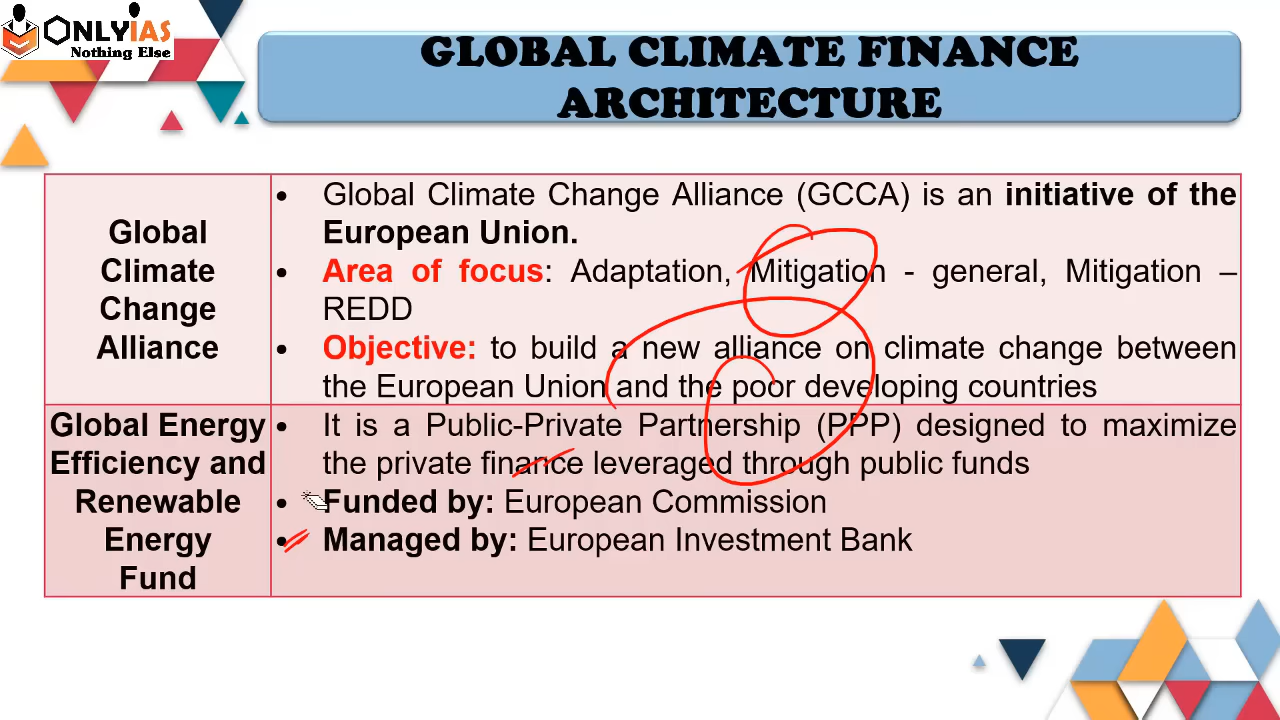 ONLYIAS
Nothing Else
GLOBAL CLIMATE FINANCE
ARCHITECTURE
Global
Climate
Change
Alliance
• Global Climate Change Alliance (GCCA) is an initiative of the
European Union.
• Area of focus: Adaptation, Mitigation - general, Mitigation –
REDD
• Objective: to build a new alliance on climate change between
the European Union and the poor developing countries
Global Energy
Efficiency and
Renewable
Energy
Fund
• It is a Public-Private Partnership (PPP) designed to maximize
the private finance leveraged through public funds
• Funded by: European Commission
• Managed by: European Investment Bank